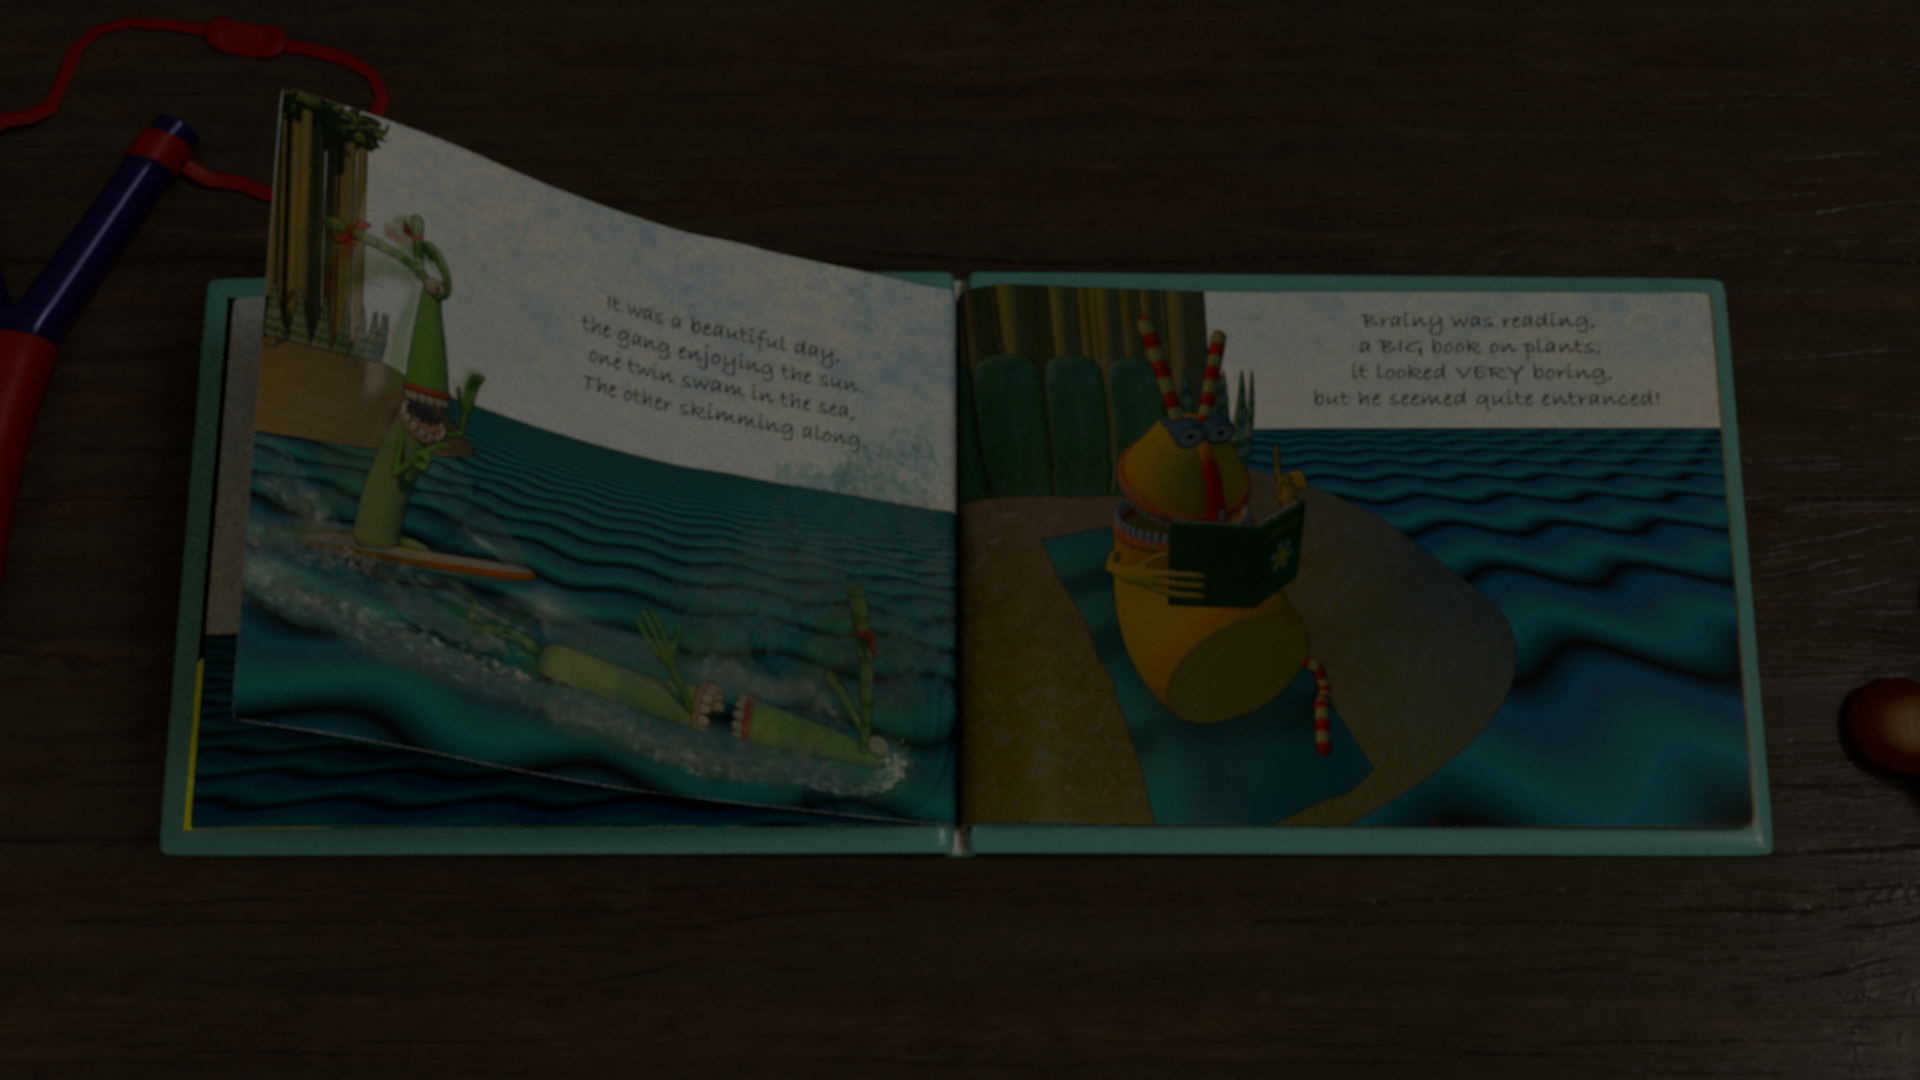 It was a beautiful day,
the gang enjoying the sun.
one twin swam in the sea,
The other skimming along
Brainy was reading,
a BIG book on plants,
it looked VERY boring,
but he seemed quite entranced!